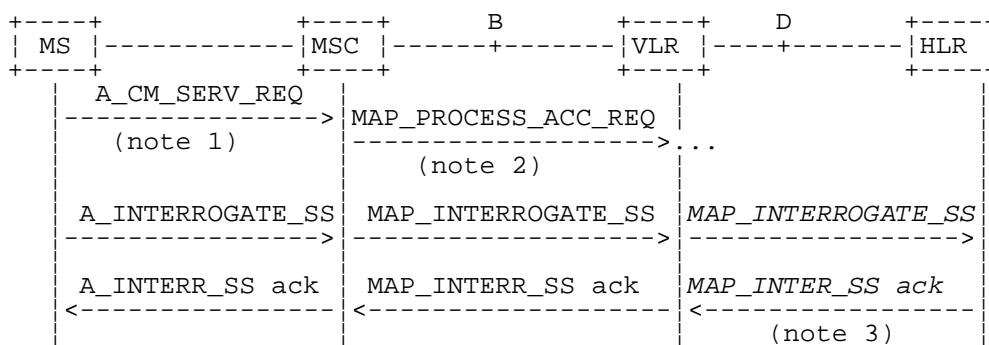 B D
MS MSC VLR HLR
A_CM_SERV_REQ
MAP_PROCESS_ACC_REQ
(note 1) ...
(note 2)
A_INTERROGATE_SS MAP_INTERROGATE_SS MAP_INTERROGATE_SS
A_INTERR_SS ack MAP_INTERR_SS ack MAP_INTER_SS ack
(note 3)